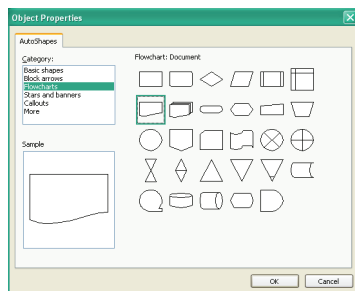 Object Properties
AutoShapes
Category:
Basic shapes
Block arrows
Flowcharts
Stars and banners
Callouts
More
Flowchart: Document
Sample
OK
Cancel